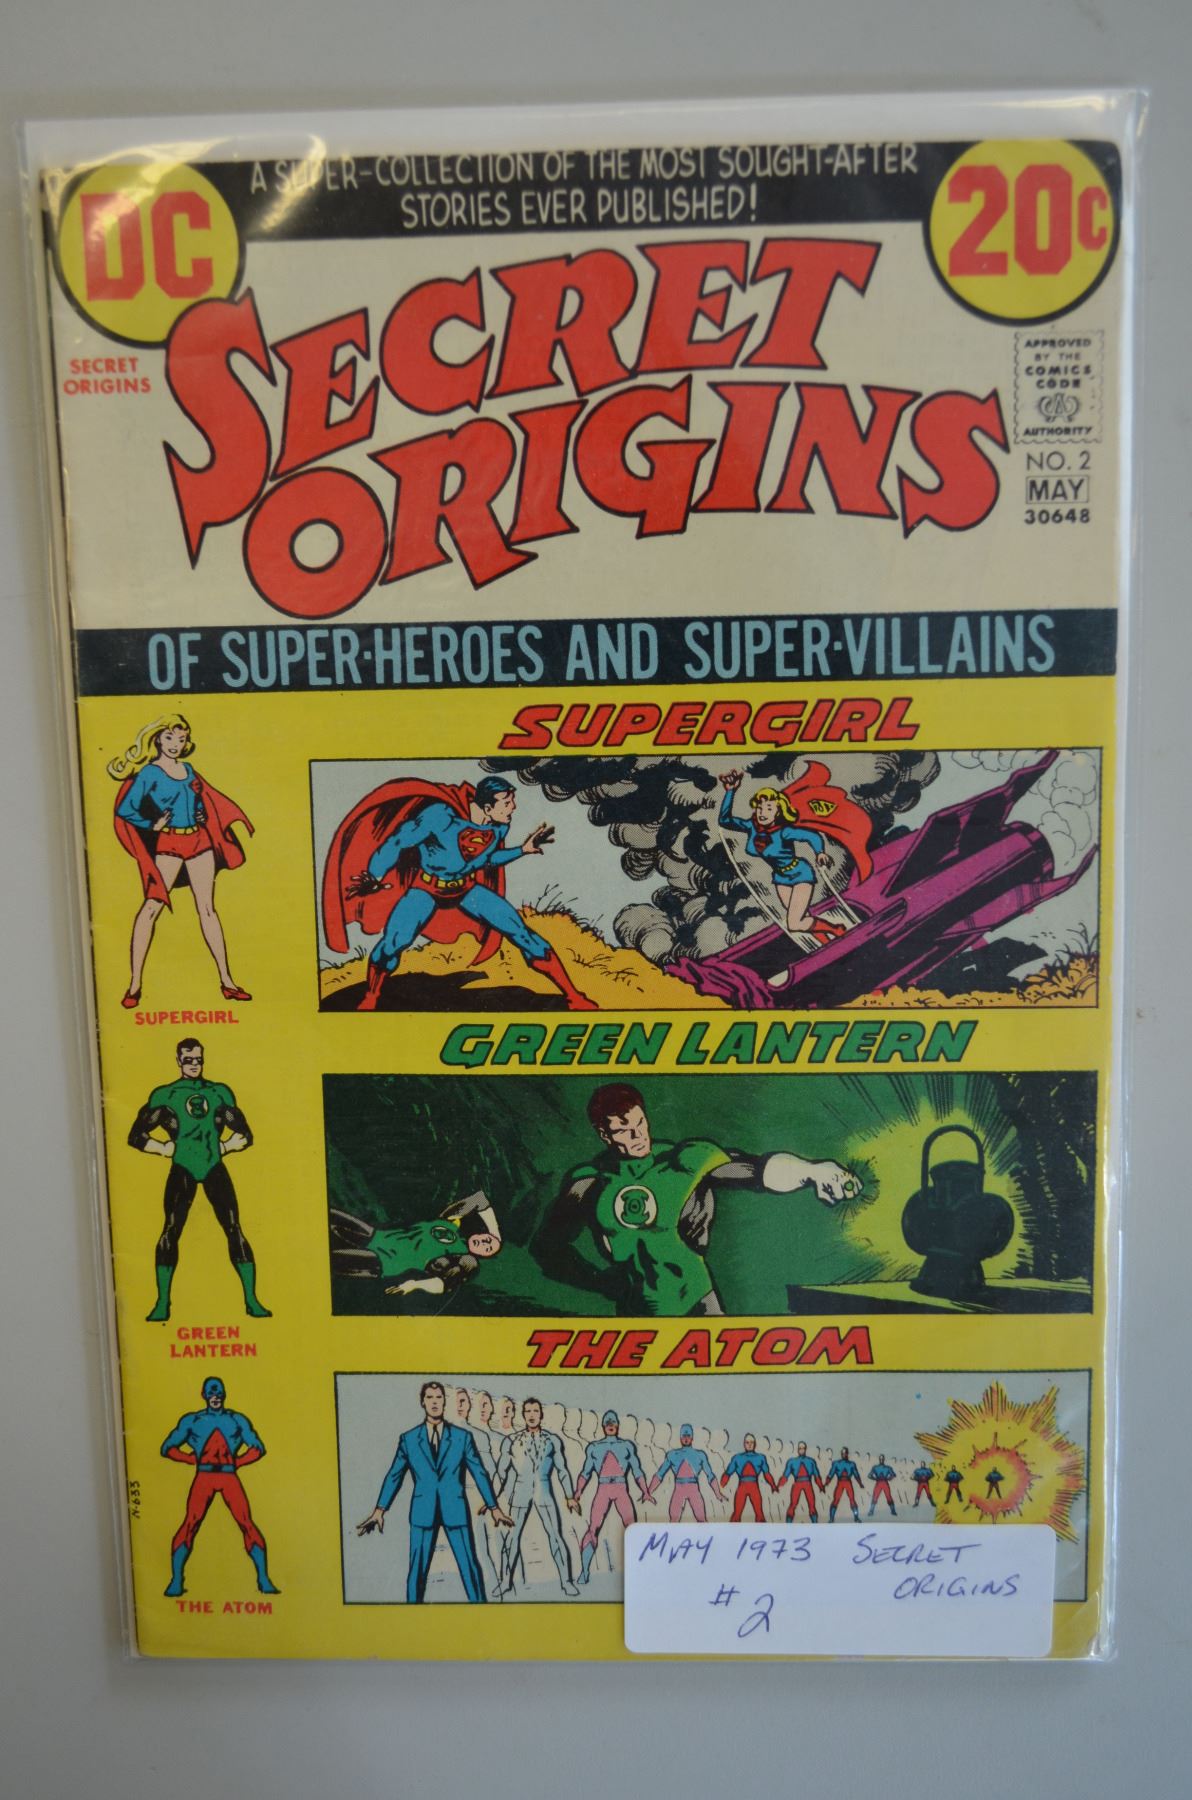 A SUPER-COLLECTION OF THE MOST SOUGHT-AFTER
STORIES EVER PUBLISHED!
DC
20c
SECRET
ORIGINS
SECRET
ORIGINS
APPROVED
BY THE
COMICS
CODE
AUTHORITY
NO. 2
MAY
30648
OF SUPER-HEROES AND SUPER-VILLAINS
SUPERGIRL
SUPERGIRL
GREEN LANTERN
GREEN
LANTERN
THE ATOM
THE ATOM
N-633
MAY 1973 SECRET
ORIGINS
# 2